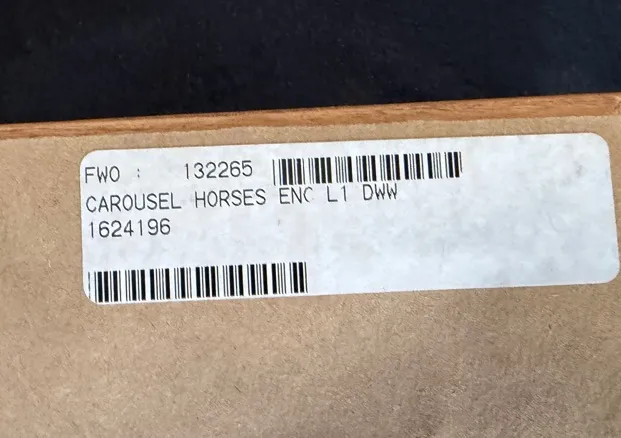 FWO : 132265
CAROUSEL HORSES ENC L1 DWW
1624196